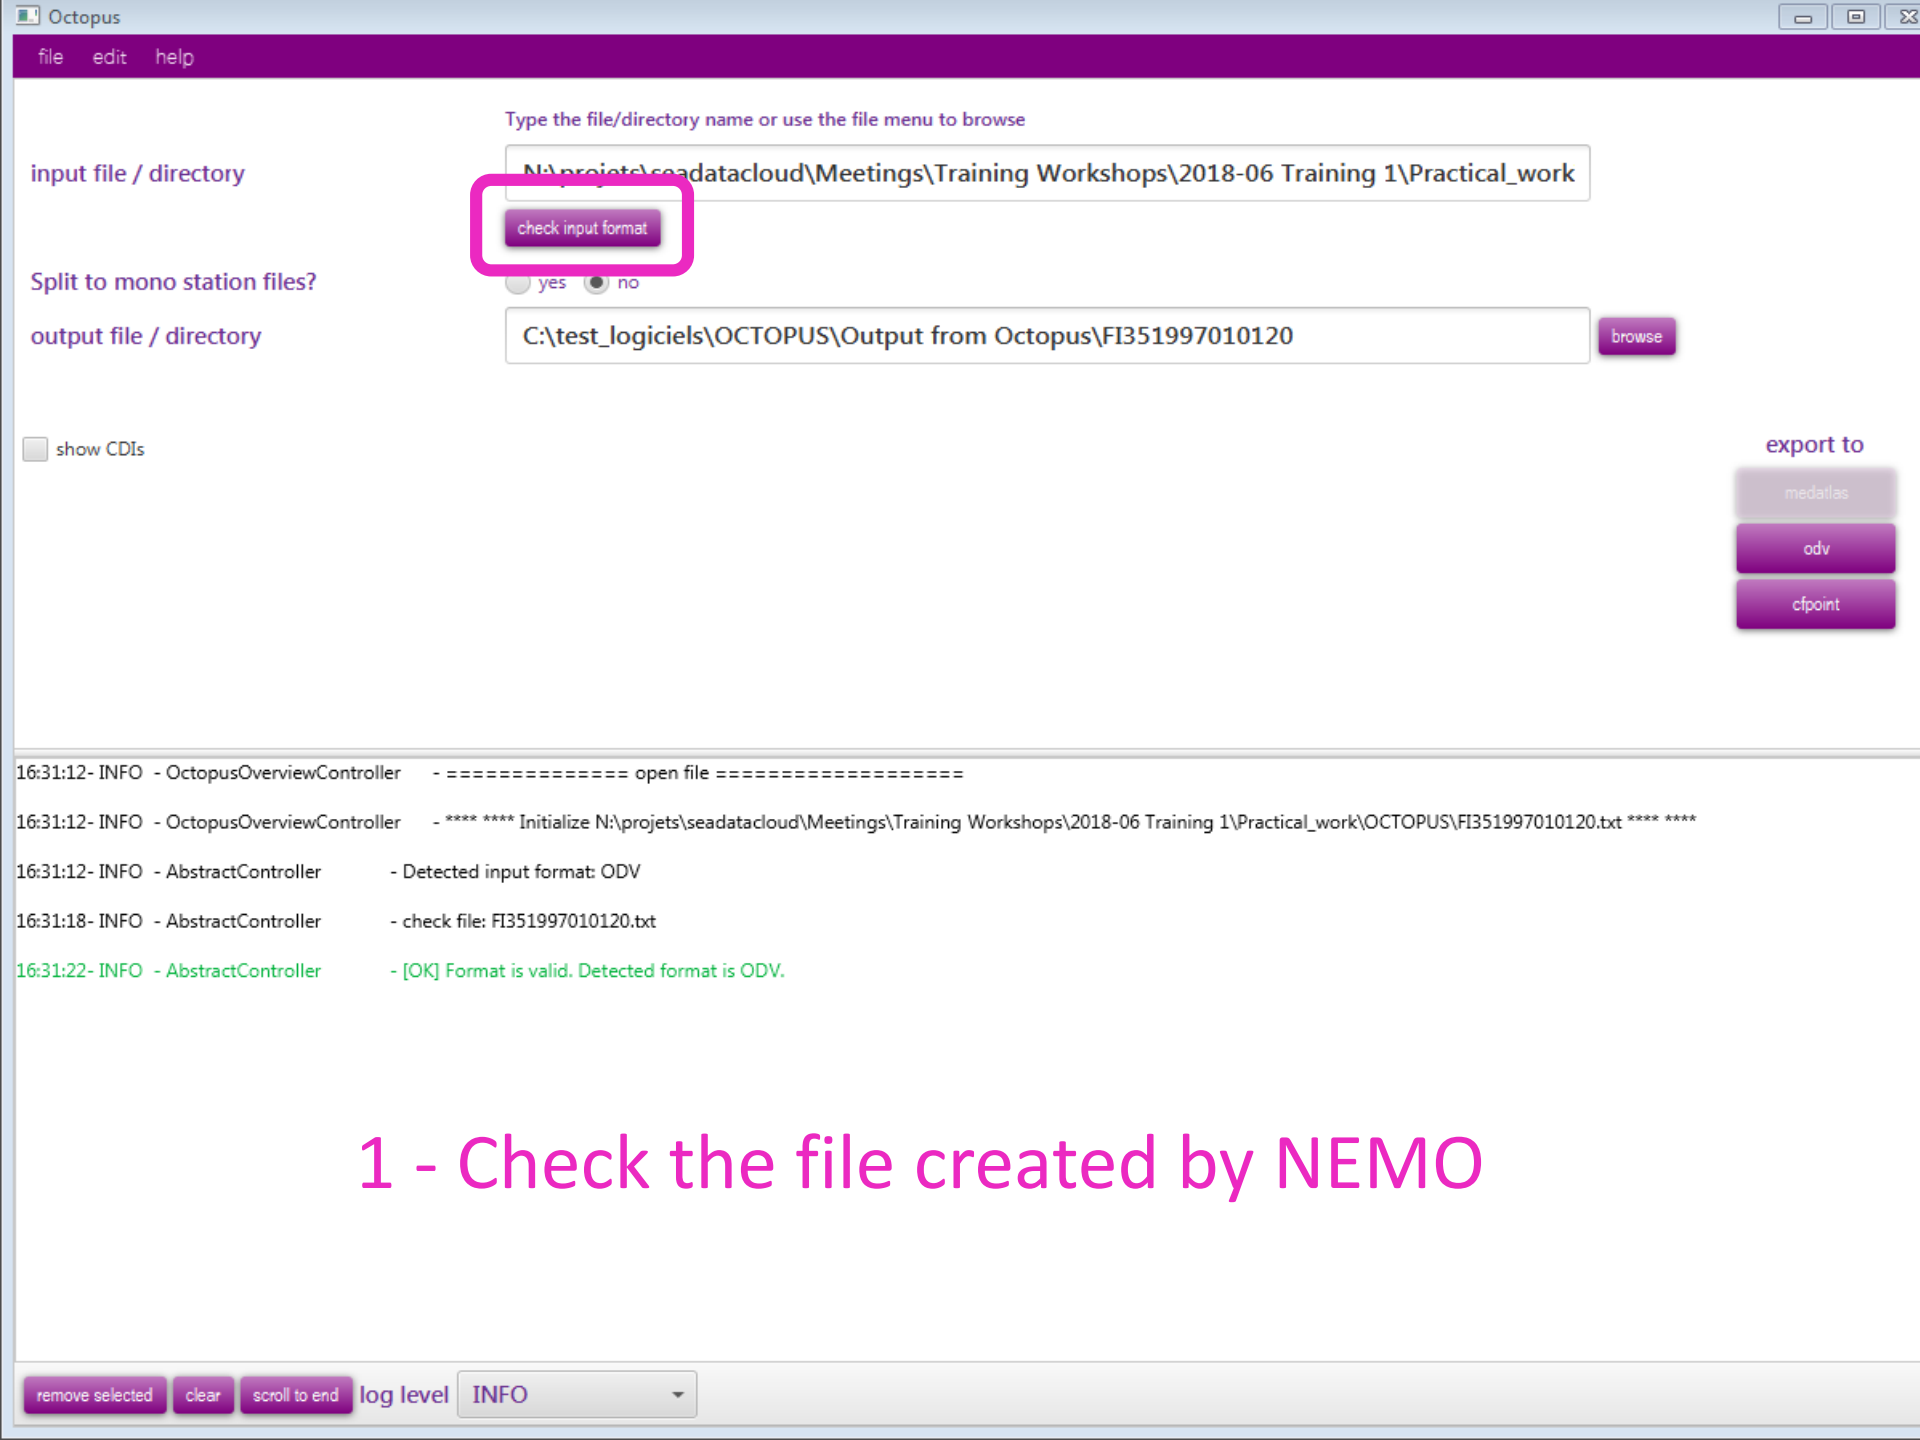 Octopus
file edit help
Type the file/directory name or use the file menu to browse
input file / directory
N:\projets\seadatacloud\Meetings\Training Workshops\2018-06 Training 1\Practical_work
check input format
Split to mono station files? yes no
output file / directory C:\test_logiciels\OCTOPUS\Output from Octopus\FI351997010120 browse
show CDIs
export to
medatlas
odv
cfpoint
16:31:12- INFO - OctopusOverviewController - ============== open file ===================
16:31:12- INFO - OctopusOverviewController - **** **** Initialize N:\projets\seadatacloud\Meetings\Training Workshops\2018-06 Training 1\Practical_work\OCTOPUS\FI351997010120.txt **** ****
16:31:12- INFO - AbstractController - Detected input format: ODV
16:31:18- INFO - AbstractController - check file: FI351997010120.txt
16:31:22- INFO - AbstractController - [OK] Format is valid. Detected format is ODV.
1 - Check the file created by NEMO
remove selected clear scroll to end log level INFO